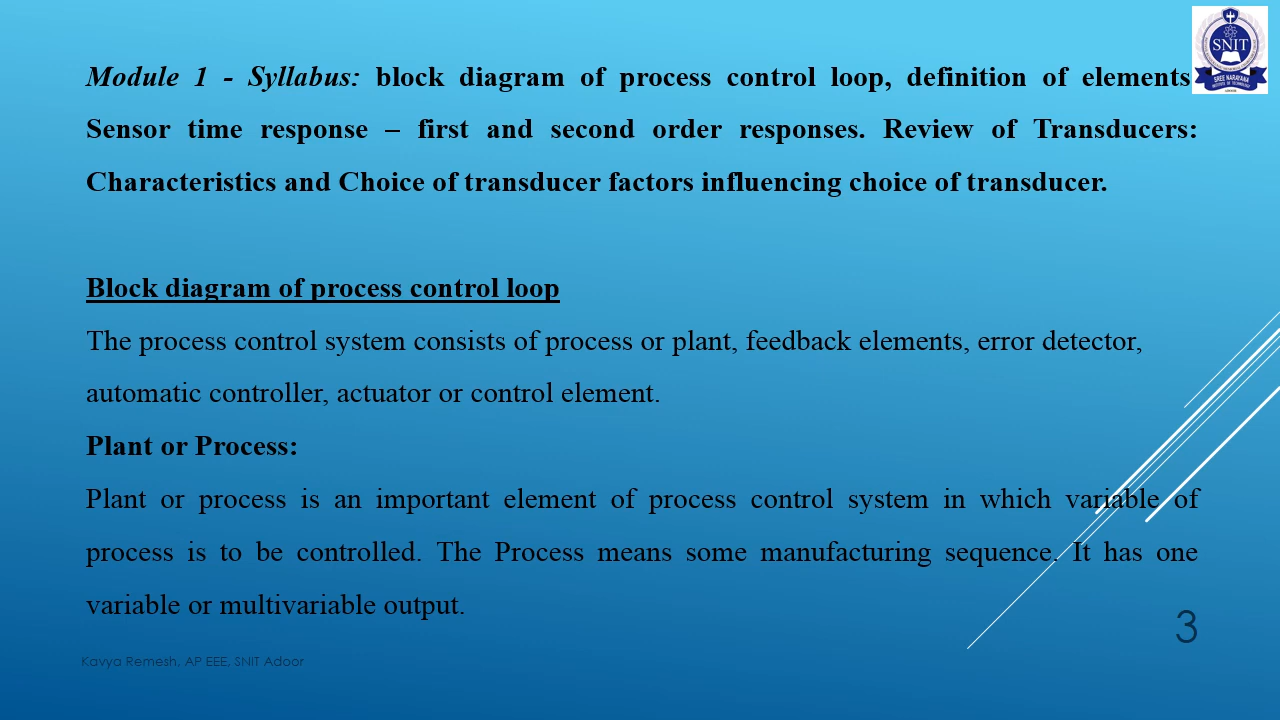 SNIT
SREE NARAYANA
INSTITUTE OF TECHNOLOGY
Module 1 - Syllabus: block diagram of process control loop, definition of elements
Sensor time response – first and second order responses. Review of Transducers:
Characteristics and Choice of transducer factors influencing choice of transducer.
Block diagram of process control loop
The process control system consists of process or plant, feedback elements, error detector,
automatic controller, actuator or control element.
Plant or Process:
Plant or process is an important element of process control system in which variable of
process is to be controlled. The Process means some manufacturing sequence. It has one
variable or multivariable output.
3
Kavya Remesh, AP EEE, SNIT Adoor